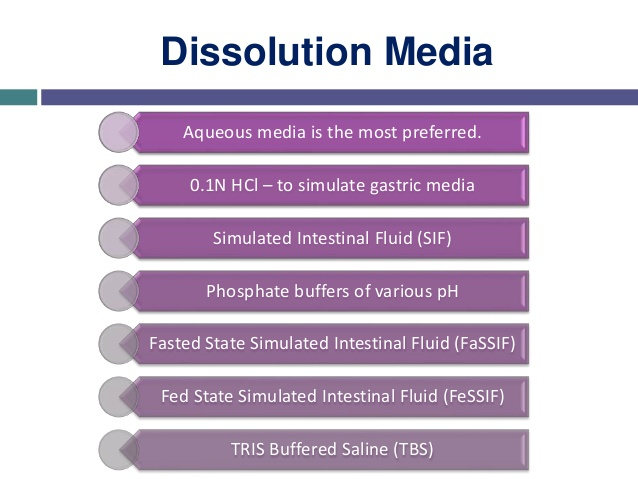 Dissolution Media
Aqueous media is the most preferred.
0.1N HCl – to simulate gastric media
Simulated Intestinal Fluid (SIF)
Phosphate buffers of various pH
Fasted State Simulated Intestinal Fluid (FaSSIF)
Fed State Simulated Intestinal Fluid (FeSSIF)
TRIS Buffered Saline (TBS)